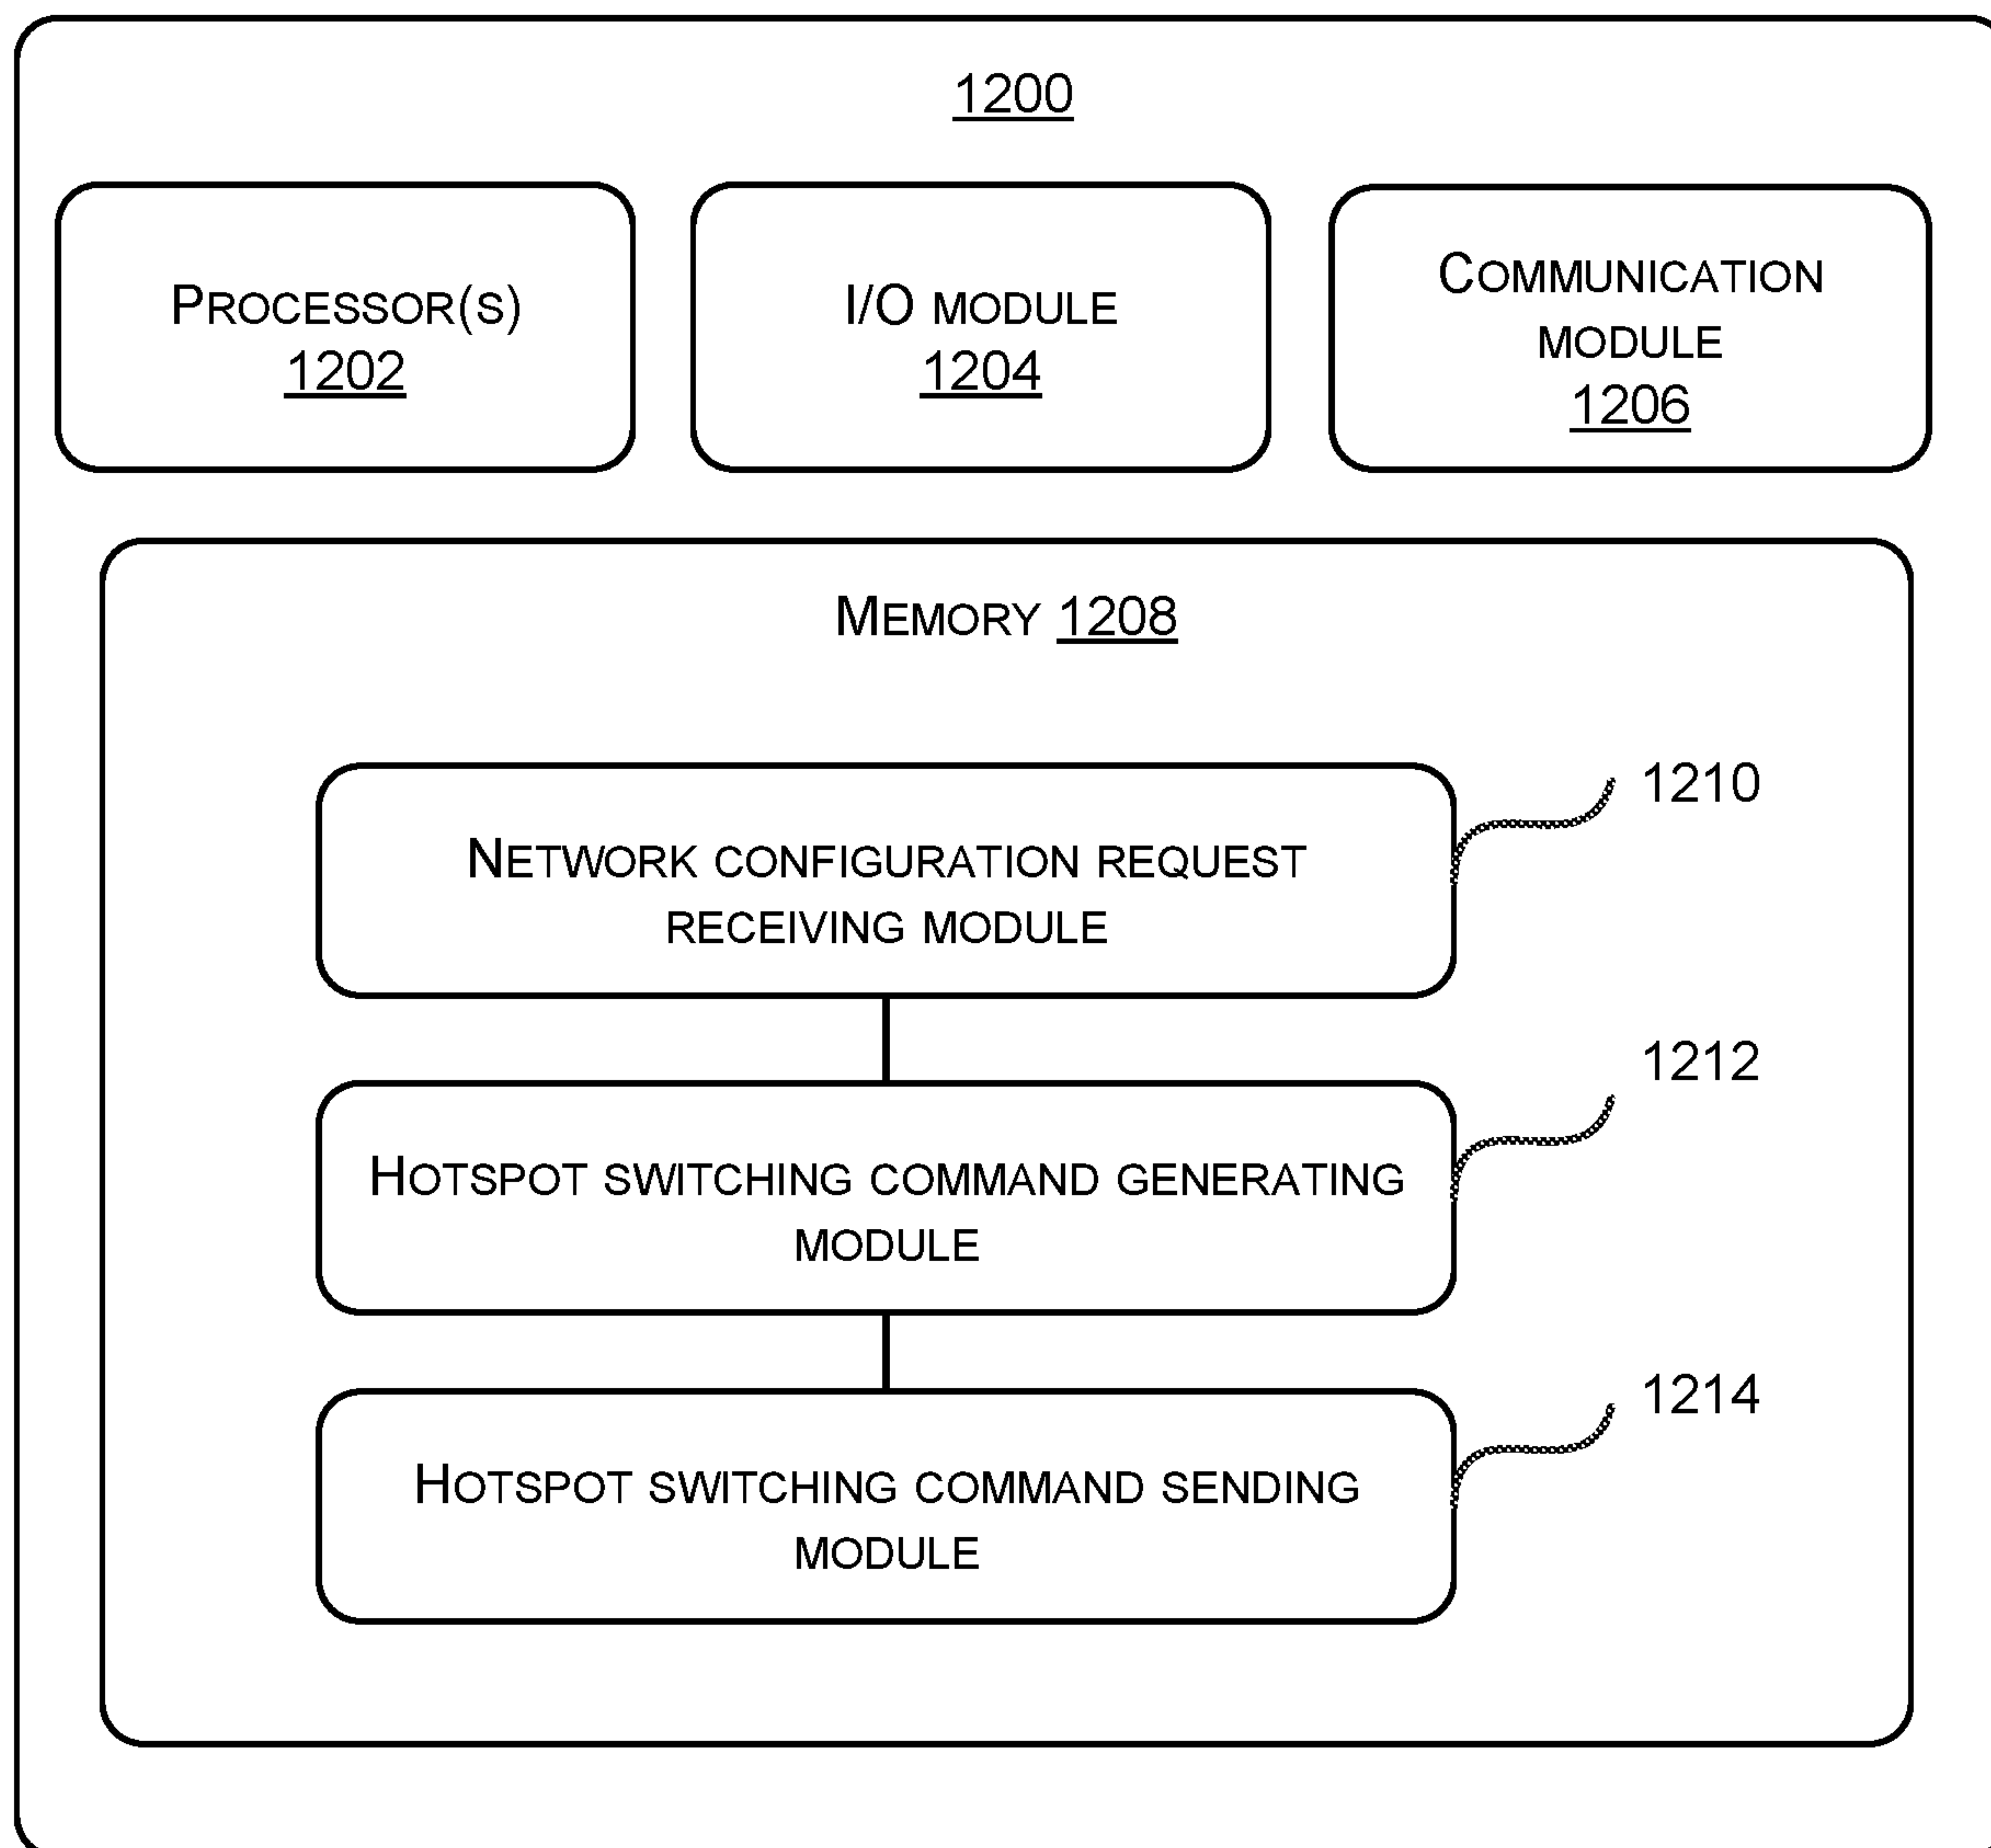 1200
PROCESSOR(S)
1202
I/O MODULE
1204
COMMUNICATION
MODULE
1206
MEMORY 1208
NETWORK CONFIGURATION REQUEST
RECEIVING MODULE
1210
HOTSPOT SWITCHING COMMAND GENERATING
MODULE
1212
HOTSPOT SWITCHING COMMAND SENDING
MODULE
1214